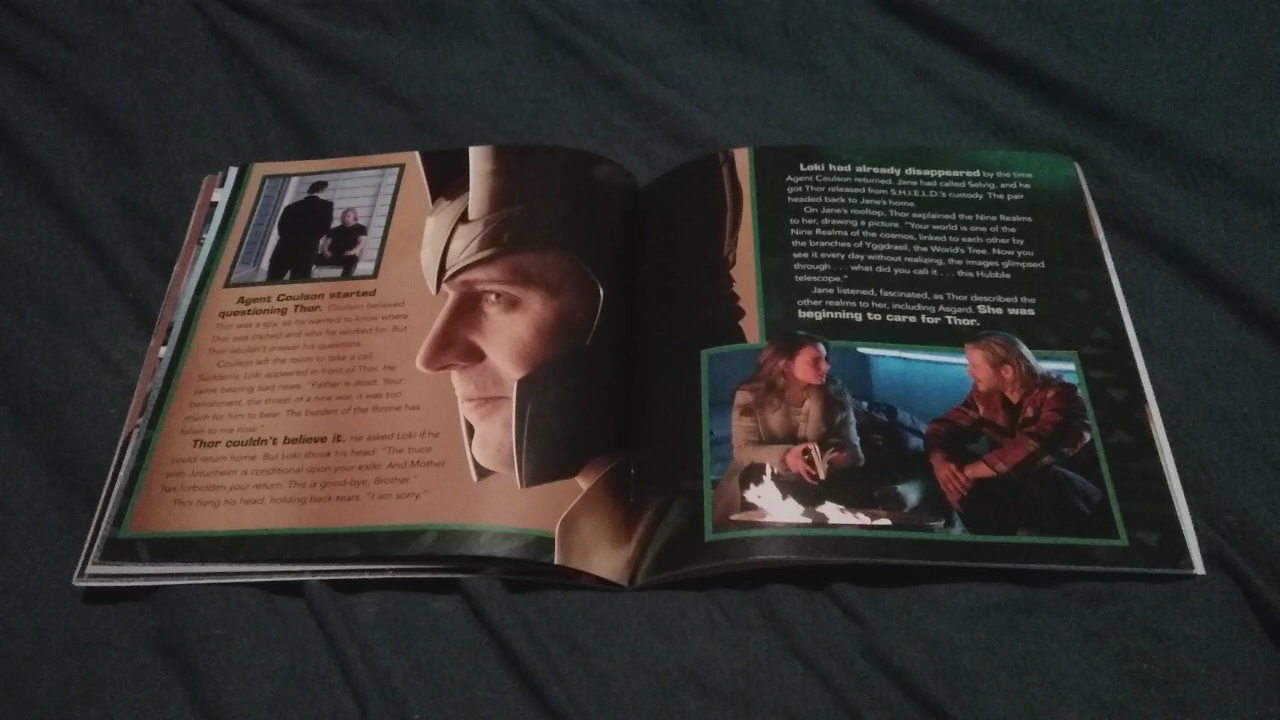 Agent Coulson started
questioning Thor. Coulson believed
Thor was a spy, so he wanted to know where
Thor was trained and who he worked for. But
Thor wouldn't answer his questions.
Coulson left the room to take a call.
Suddenly, Loki appeared in front of Thor. He
came bearing bad news. "Father is dead. Your
banishment, the threat of a new war, it was too
much for him to bear. The burden of the throne has
fallen to me now."
Thor couldn't believe it. He asked Loki if he
could return home. But Loki shook his head. "The truce
with Jotunheim is conditional upon your exile. And Mother
has forbidden your return. This is good-bye, Brother."
Thor hung his head, holding back tears. "I am sorry."
Loki had already disappeared by the time
Agent Coulson returned. Jane had called Selvig, and he
got Thor released from S.H.I.E.L.D.'s custody. The pair
headed back to Jane's home.
On Jane's rooftop, Thor explained the Nine Realms
to her, drawing a picture. "Your world is one of the
Nine Realms of the cosmos, linked to each other by
the branches of Yggdrasil, the World's Tree. Now you
see it every day without realizing, the images glimpsed
through . . . what did you call it . . . this Hubble
telescope."
Jane listened, fascinated, as Thor described the
other realms to her, including Asgard. She was
beginning to care for Thor.